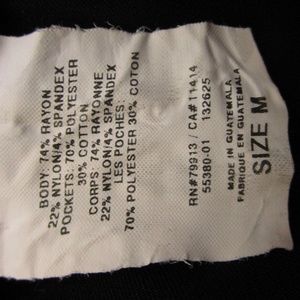 BODY: 74% RAYON
22% NYLON/4% SPANDEX
POCKETS: 70% POLYESTER
30% COTTON
CORPS: 74% RAYONNE
22% NYLON/4% SPANDEX
LES POCHES:
70% POLYESTER 30% COTON
RN#79913 / CA# 11414
55380-01 132625
MADE IN GUATEMALA
FABRIQUE EN GUATEMALA
SIZE M